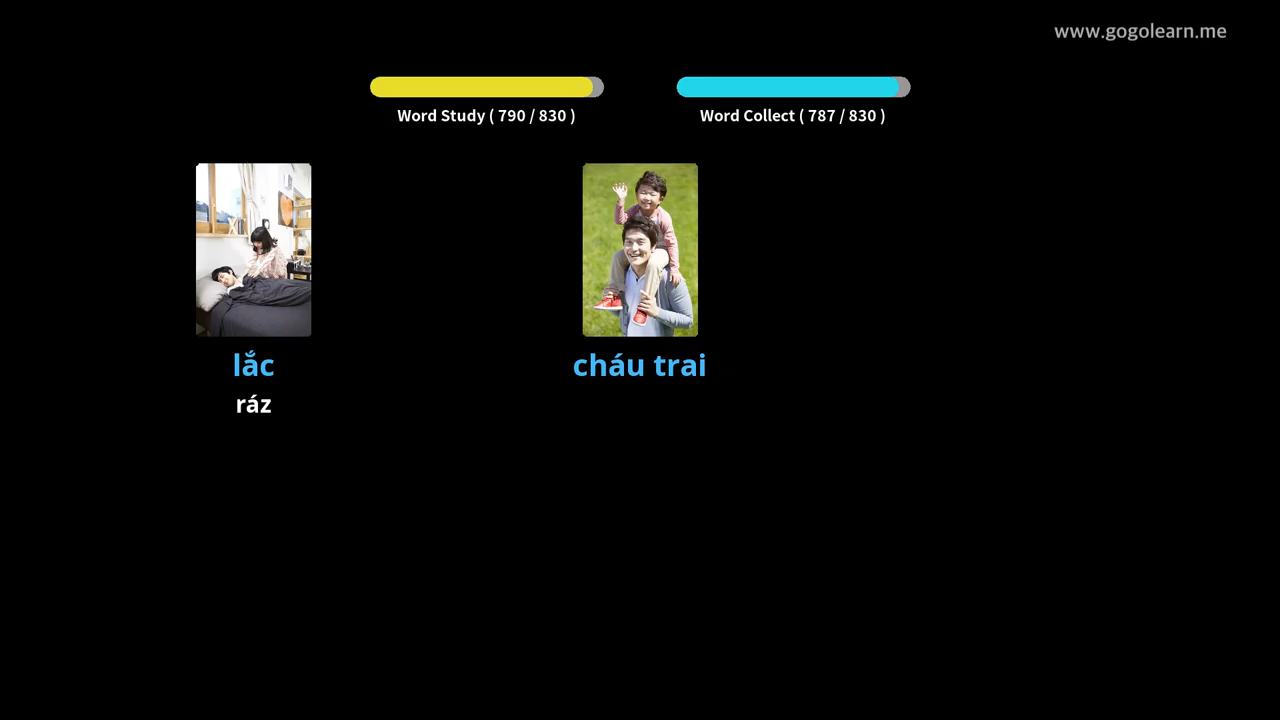 www.gogolearn.me
Word Study ( 790 / 830 )
Word Collect ( 787 / 830 )
lắc
ráz
cháu trai